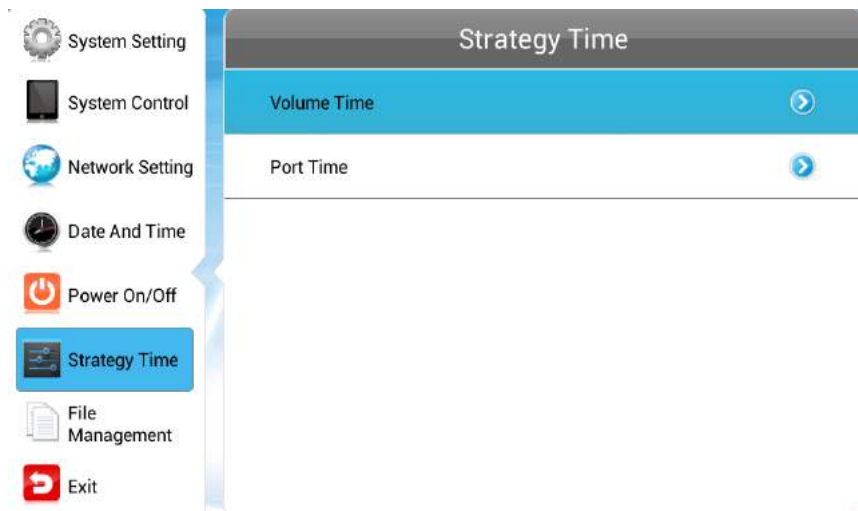 System Setting
System Control
Network Setting
Date And Time
Power On/Off
Strategy Time
File
Management
Exit
Strategy Time
Volume Time
Port Time